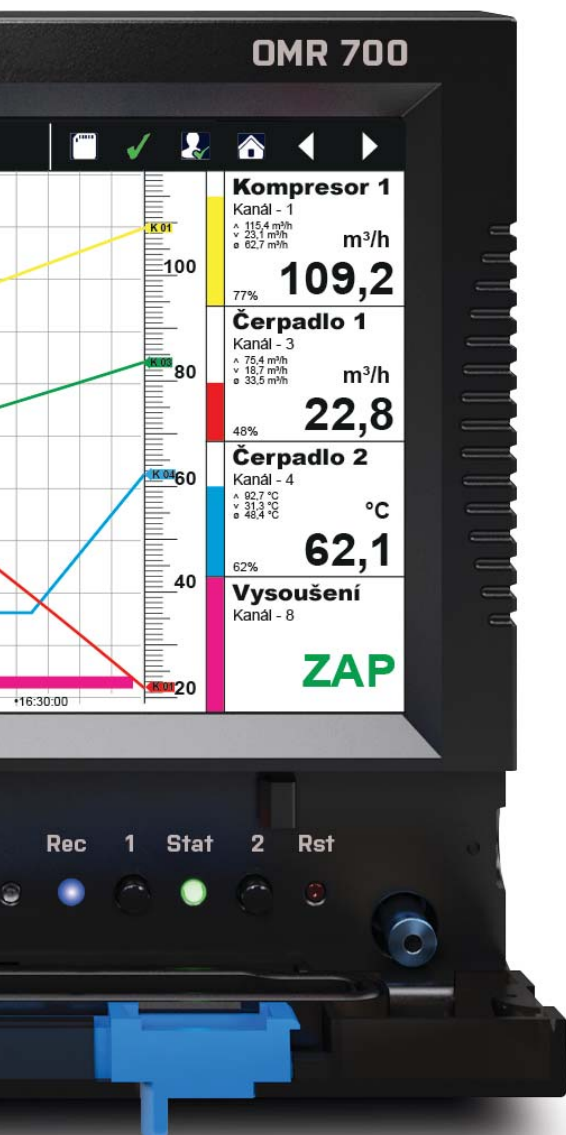 OMR 700
K 01
100
K 03
80
K 04
60
40
K 01
20
•16:30:00
Kompresor 1
Kanál - 1
^ 115,4 m³/h
v 23,1 m³/h
ø 62,7 m³/h
m³/h
77%
109,2
Čerpadlo 1
Kanál - 3
^ 75,4 m³/h
v 18,7 m³/h
ø 33,5 m³/h
m³/h
48%
22,8
Čerpadlo 2
Kanál - 4
^ 92,7 °C
v 31,3 °C
ø 48,4 °C
°C
62%
62,1
Vysoušení
Kanál - 8
ZAP
Rec 1 Stat 2 Rst